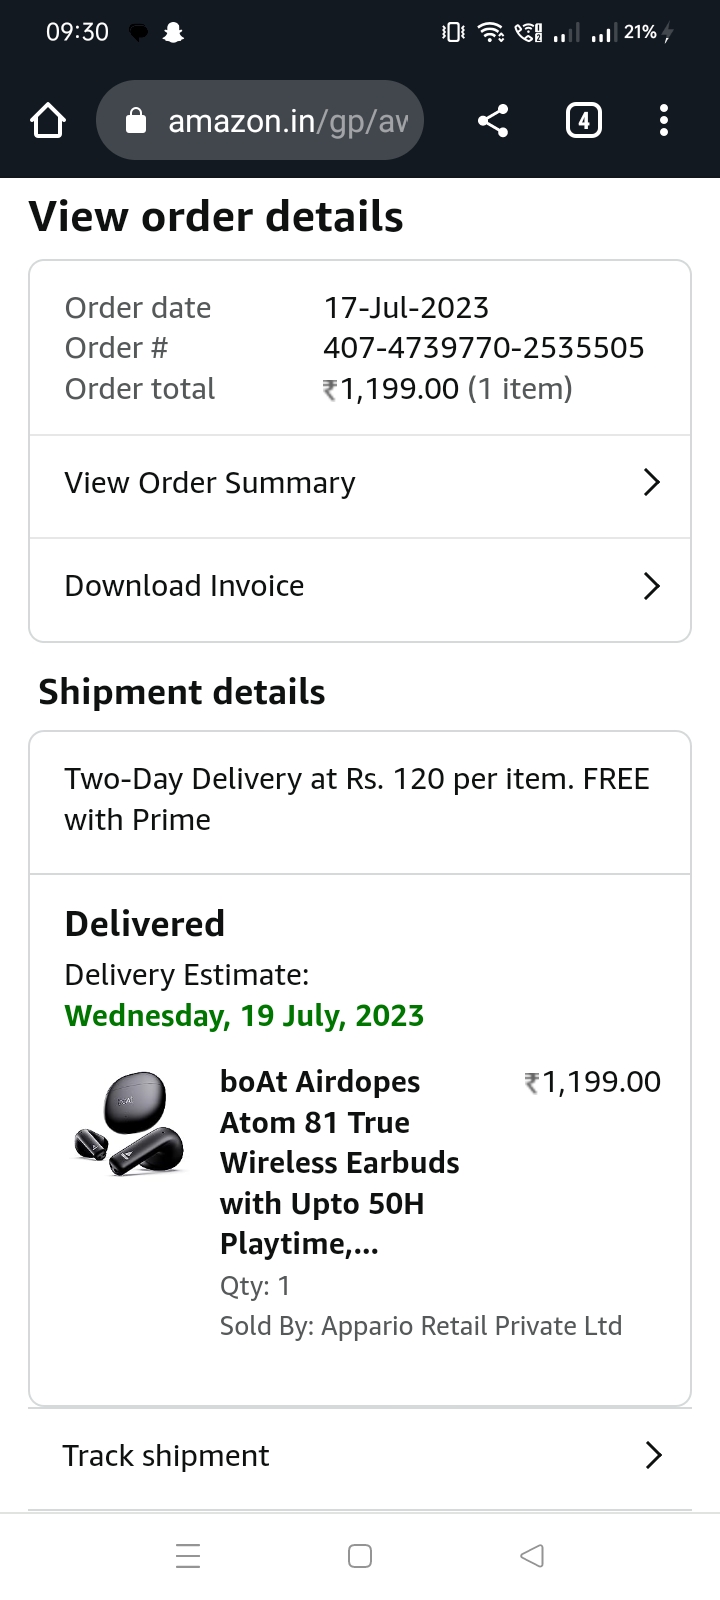 09:30
21%
amazon.in/gp/aw
4
View order details
Order date 17-Jul-2023
Order # 407-4739770-2535505
Order total ₹1,199.00 (1 item)
View Order Summary
Download Invoice
Shipment details
Two-Day Delivery at Rs. 120 per item. FREE
with Prime
Delivered
Delivery Estimate:
Wednesday, 19 July, 2023
boAt Airdopes ₹1,199.00
Atom 81 True
Wireless Earbuds
with Upto 50H
Playtime,...
Qty: 1
Sold By: Appario Retail Private Ltd
Track shipment